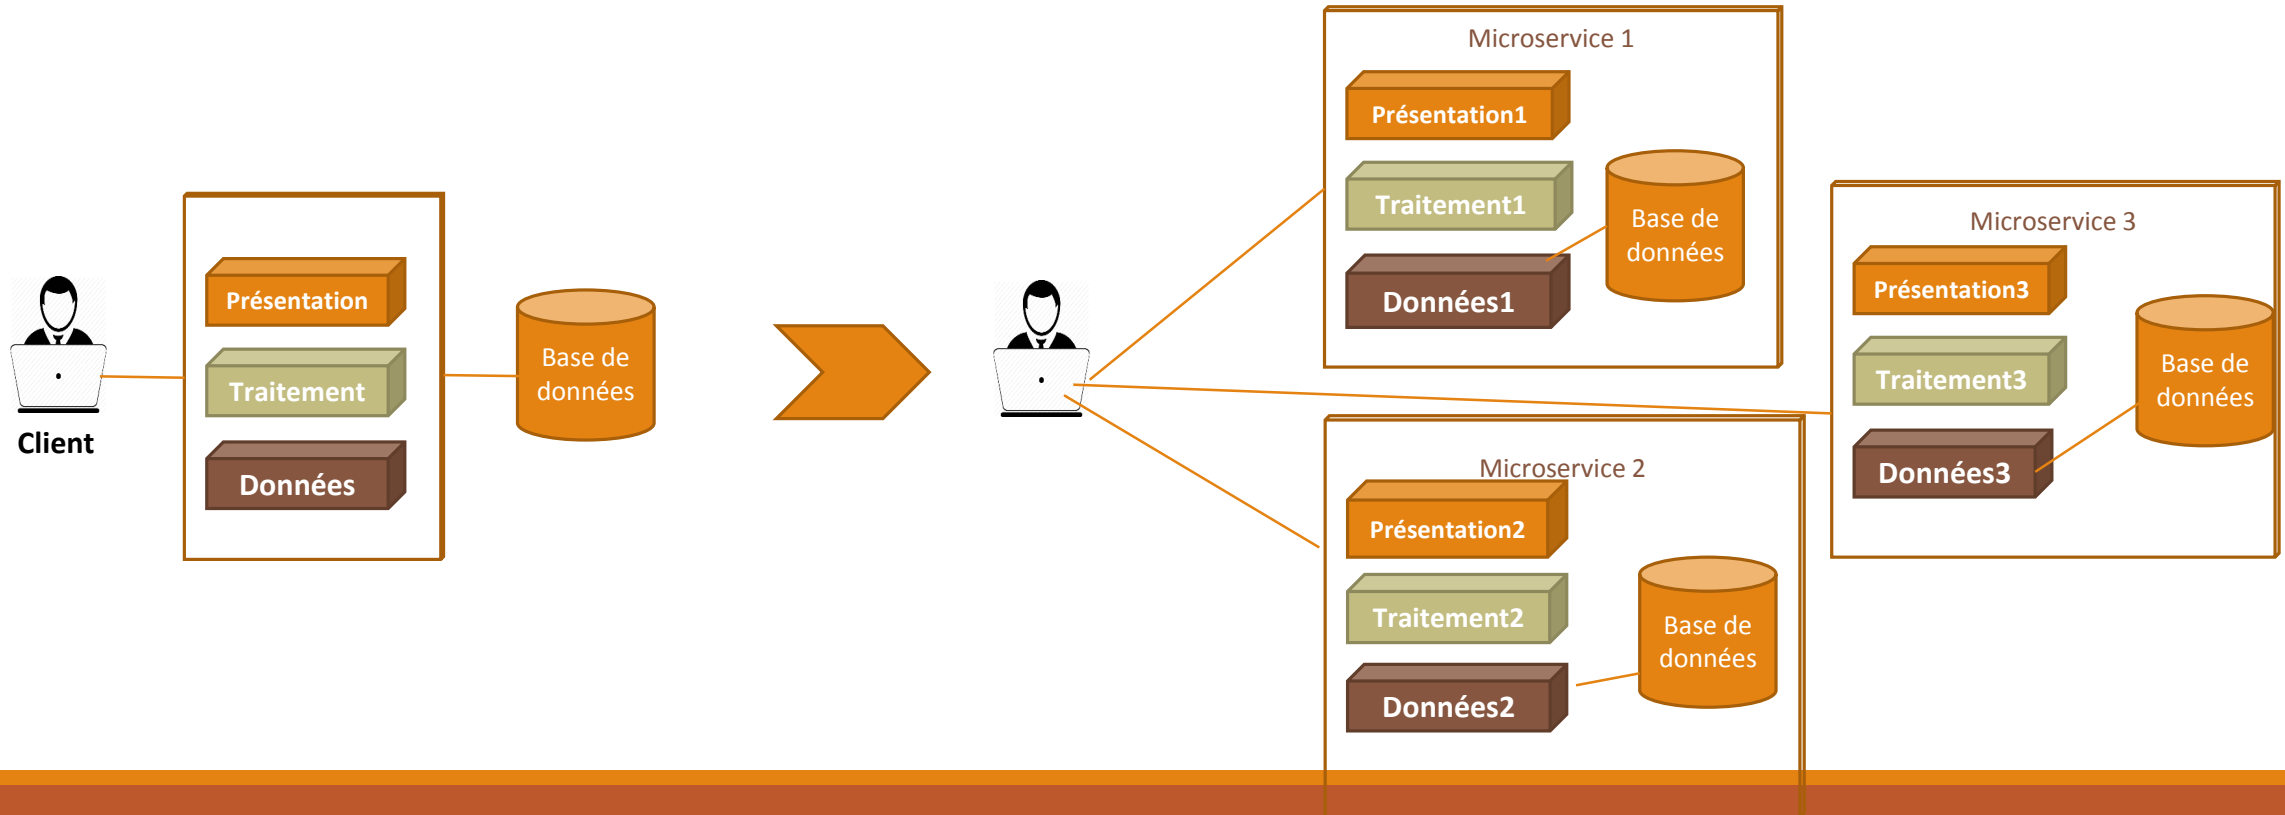 Client
Présentation
Traitement
Données
Base de
données
Microservice 1
Présentation1
Traitement1
Données1
Base de
données
Microservice 2
Présentation2
Traitement2
Données2
Base de
données
Microservice 3
Présentation3
Traitement3
Données3
Base de
données